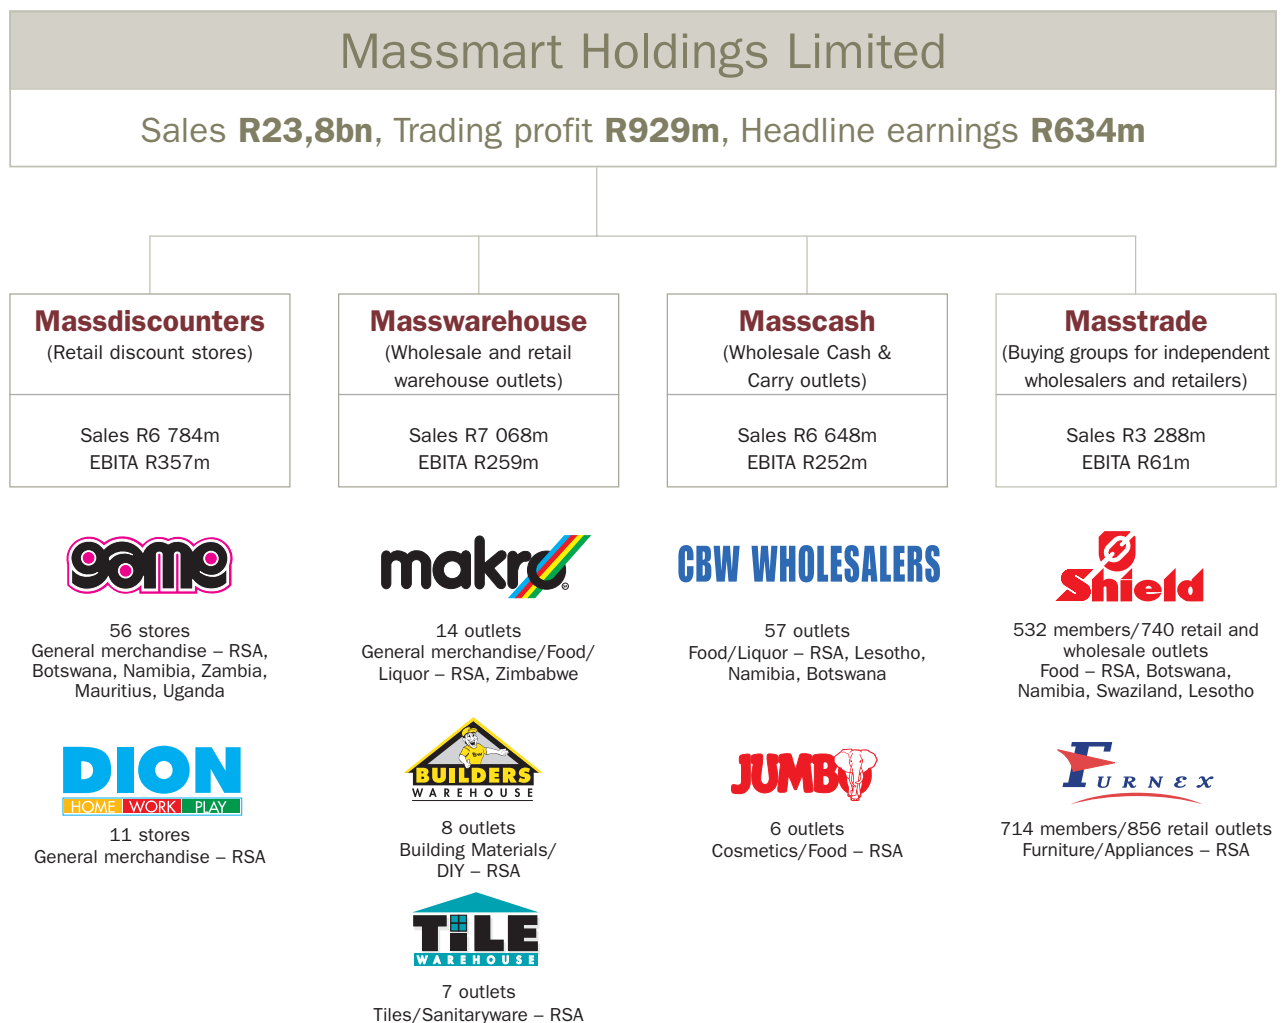 Massmart Holdings Limited
Sales R23,8bn, Trading profit R929m, Headline earnings R634m
Massdiscounters
(Retail discount stores)
Sales R6 784m
EBITA R357m
game
56 stores
General merchandise – RSA,
Botswana, Namibia, Zambia,
Mauritius, Uganda
DION
HOME WORK PLAY
11 stores
General merchandise – RSA
Masswarehouse
(Wholesale and retail
warehouse outlets)
Sales R7 068m
EBITA R259m
makro
14 outlets
General merchandise/Food/
Liquor – RSA, Zimbabwe
BUILDERS
WAREHOUSE
8 outlets
Building Materials/
DIY – RSA
TiLE
WAREHOUSE
7 outlets
Tiles/Sanitaryware – RSA
Masscash
(Wholesale Cash &
Carry outlets)
Sales R6 648m
EBITA R252m
CBW WHOLESALERS
57 outlets
Food/Liquor – RSA, Lesotho,
Namibia, Botswana
JUMBO
6 outlets
Cosmetics/Food – RSA
Masstrade
(Buying groups for independent
wholesalers and retailers)
Sales R3 288m
EBITA R61m
Shield
532 members/740 retail and
wholesale outlets
Food – RSA, Botswana,
Namibia, Swaziland, Lesotho
FURNEX
714 members/856 retail outlets
Furniture/Appliances – RSA